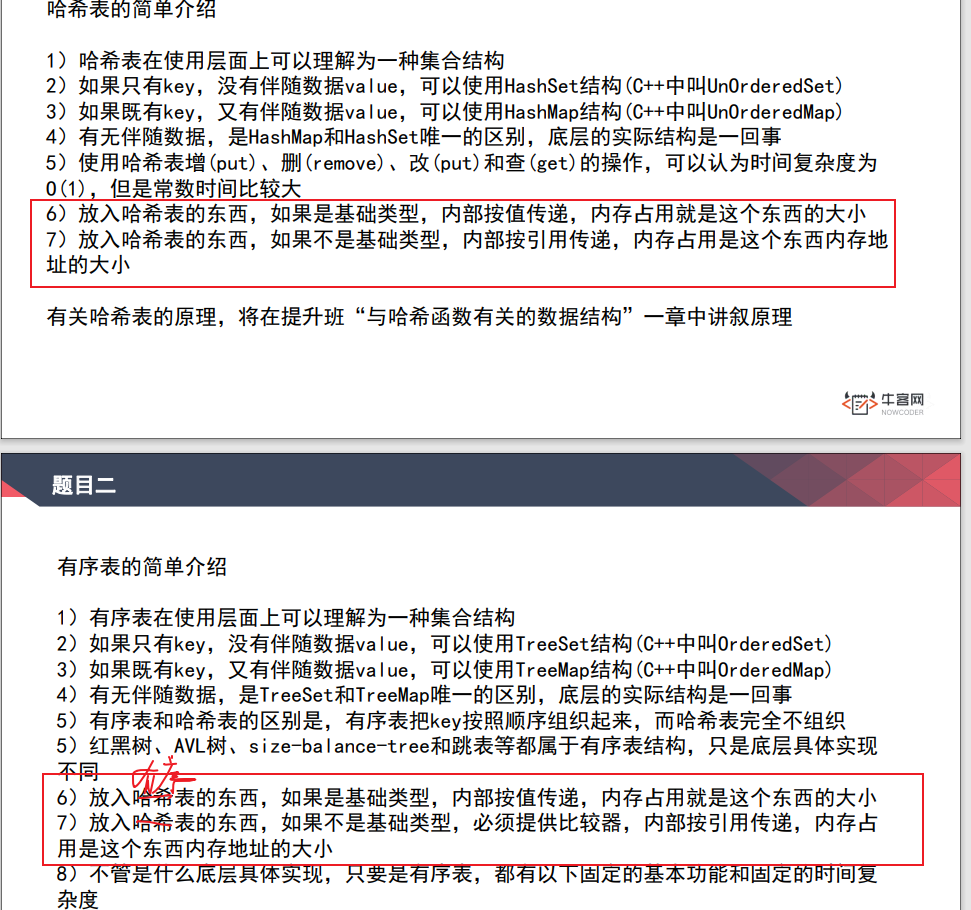 哈希表的简单介绍
1）哈希表在使用层面上可以理解为一种集合结构
2）如果只有key，没有伴随数据value，可以使用HashSet结构(C++中叫UnOrderedSet)
3）如果既有key，又有伴随数据value，可以使用HashMap结构(C++中叫UnOrderedMap)
4）有无伴随数据，是HashMap和HashSet唯一的区别，底层的实际结构是一回事
5）使用哈希表增(put)、删(remove)、改(put)和查(get)的操作，可以认为时间复杂度为
O(1)，但是常数时间比较大
6）放入哈希表的东西，如果是基础类型，内部按值传递，内存占用就是这个东西的大小
7）放入哈希表的东西，如果不是基础类型，内部按引用传递，内存占用是这个东西内存地
址的大小
有关哈希表的原理，将在提升班“与哈希函数有关的数据结构”一章中讲叙原理
牛客网
NOWCODER
题目二
有序表的简单介绍
1）有序表在使用层面上可以理解为一种集合结构
2）如果只有key，没有伴随数据value，可以使用TreeSet结构(C++中叫OrderedSet)
3）如果既有key，又有伴随数据value，可以使用TreeMap结构(C++中叫OrderedMap)
4）有无伴随数据，是TreeSet和TreeMap唯一的区别，底层的实际结构是一回事
5）有序表和哈希表的区别是，有序表把key按照顺序组织起来，而哈希表完全不组织
5）红黑树、AVL树、size-balance-tree和跳表等都属于有序表结构，只是底层具体实现
不同
有序
6）放入哈希表的东西，如果是基础类型，内部按值传递，内存占用就是这个东西的大小
7）放入哈希表的东西，如果不是基础类型，必须提供比较器，内部按引用传递，内存占
用是这个东西内存地址的大小
8）不管是什么底层具体实现，只要是有序表，都有以下固定的基本功能和固定的时间复
杂度